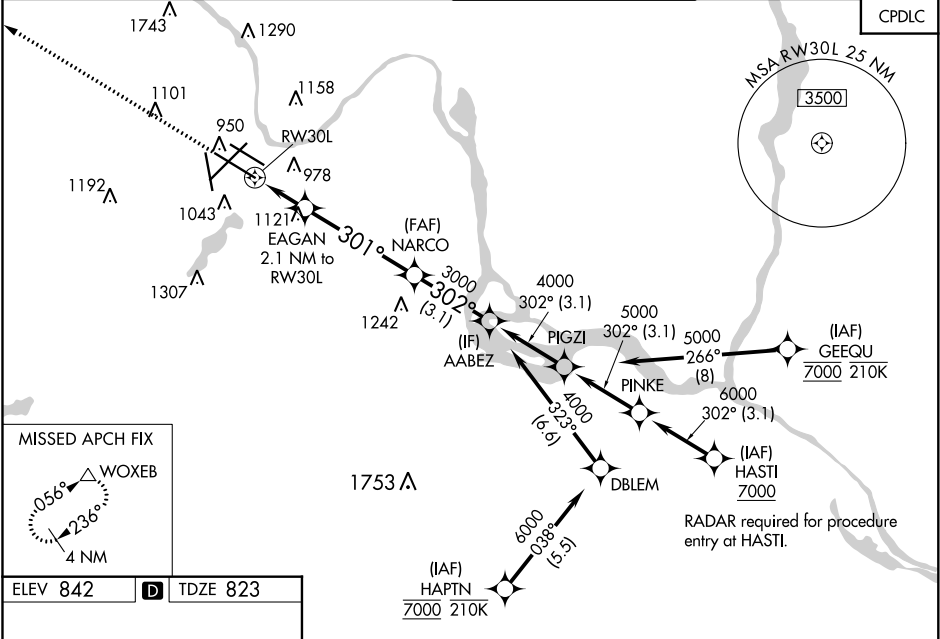 CPDLC
1743
1290
MSA RW30L 25 NM
3500
1158
1101
950
RW30L
978
1192
1043
1121
EAGAN
2.1 NM to
RW30L
301°
(FAF)
NARCO
1307
1242
3000
302°
(3.1)
4000
302° (3.1)
(IF)
AABEZ
PIGZI
5000
302° (3.1)
5000
266°
(8)
(IAF)
GEEQU
7000 210K
PINKE
6000
302° (3.1)
4000
323°
(6.6)
(IAF)
HASTI
7000
DBLEM
RADAR required for procedure
entry at HASTI.
MISSED APCH FIX
WOXEB
056°
236°
4 NM
1753
6000
038°
(5.5)
(IAF)
HAPTN
7000 210K
ELEV 842 D TDZE 823